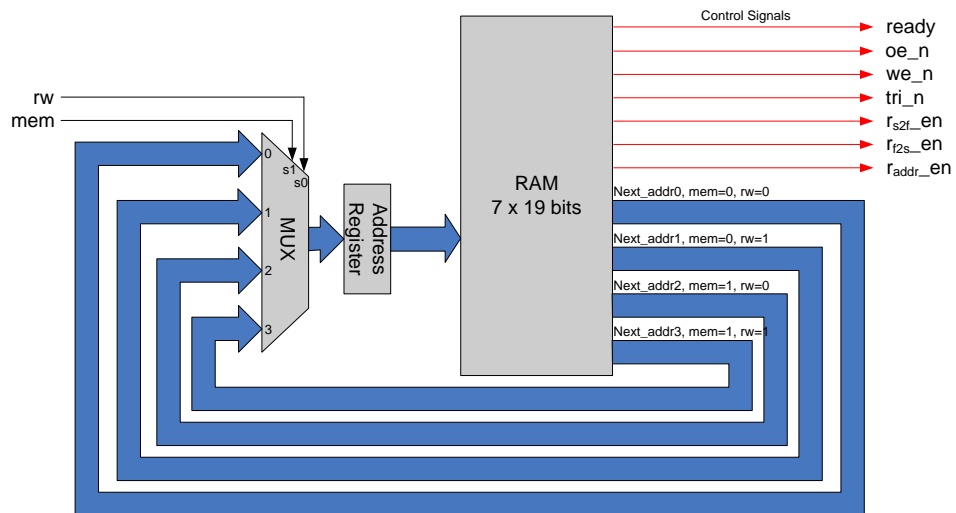 Control Signals
ready
oe_n
we_n
tri_n
rs2f_en
rf2s_en
raddr_en
rw
mem
0
1
2
3
s1
s0
MUX
Address
Register
RAM
7 x 19 bits
Next_addr0, mem=0, rw=0
Next_addr1, mem=0, rw=1
Next_addr2, mem=1, rw=0
Next_addr3, mem=1, rw=1